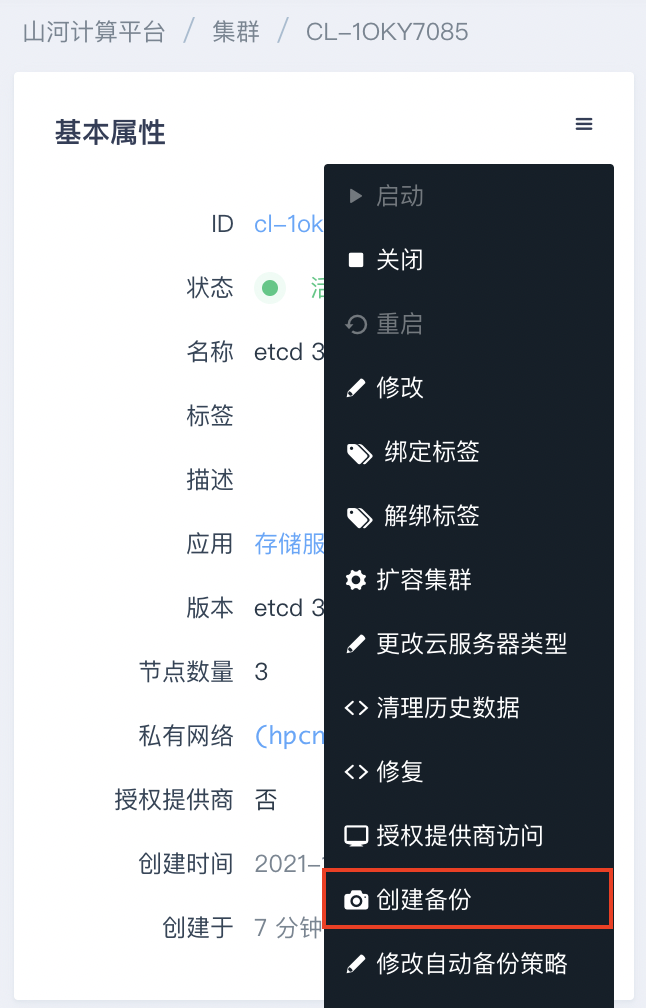 山河计算平台 / 集群 / CL-1OKY7085
基本属性
ID cl-1ok
状态
名称 etcd 3
标签
描述
应用 存储服
版本 etcd 3
节点数量 3
私有网络 (hpcn
授权提供商 否
创建时间 2021-
创建于 7 分钟
启动
关闭
重启
修改
绑定标签
解绑标签
扩容集群
更改云服务器类型
清理历史数据
修复
授权提供商访问
创建备份
修改自动备份策略